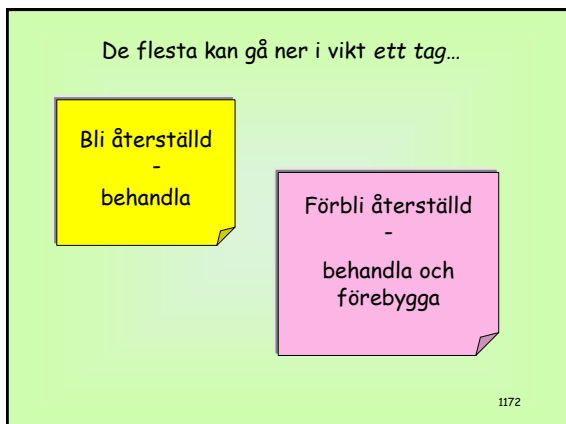 De flesta kan gå ner i vikt ett tag…
Bli återställd
-
behandla
Förbli återställd
-
behandla och
förebygga
1172